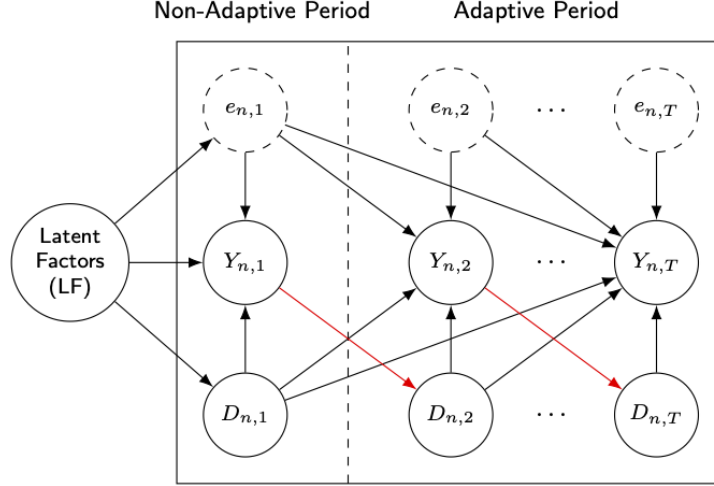 Non-Adaptive Period Adaptive Period
e_{n,1} e_{n,2} ... e_{n,T}
Latent
Factors
(LF)
Y_{n,1} Y_{n,2} ... Y_{n,T}
D_{n,1} D_{n,2} ... D_{n,T}